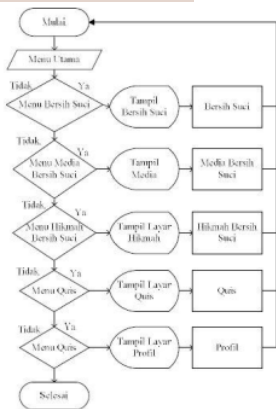 Mulai
Menu Utama
Tidak
Ya
Menu Bersih Suci
Tampil
Bersih Suci
Bersih Suci
Tidak
Ya
Menu Media
Bersih Suci
Tampil
Media
Media Bersih
Suci
Tidak
Ya
Menu Hikmah
Bersih Suci
Tampil Layar
Hikmah
Hikmah Bersih
Suci
Tidak
Ya
Menu Quis
Tampil Layar
Quis
Quis
Tidak
Ya
Menu Quis
Tampil Layar
Profil
Profil
Selesai